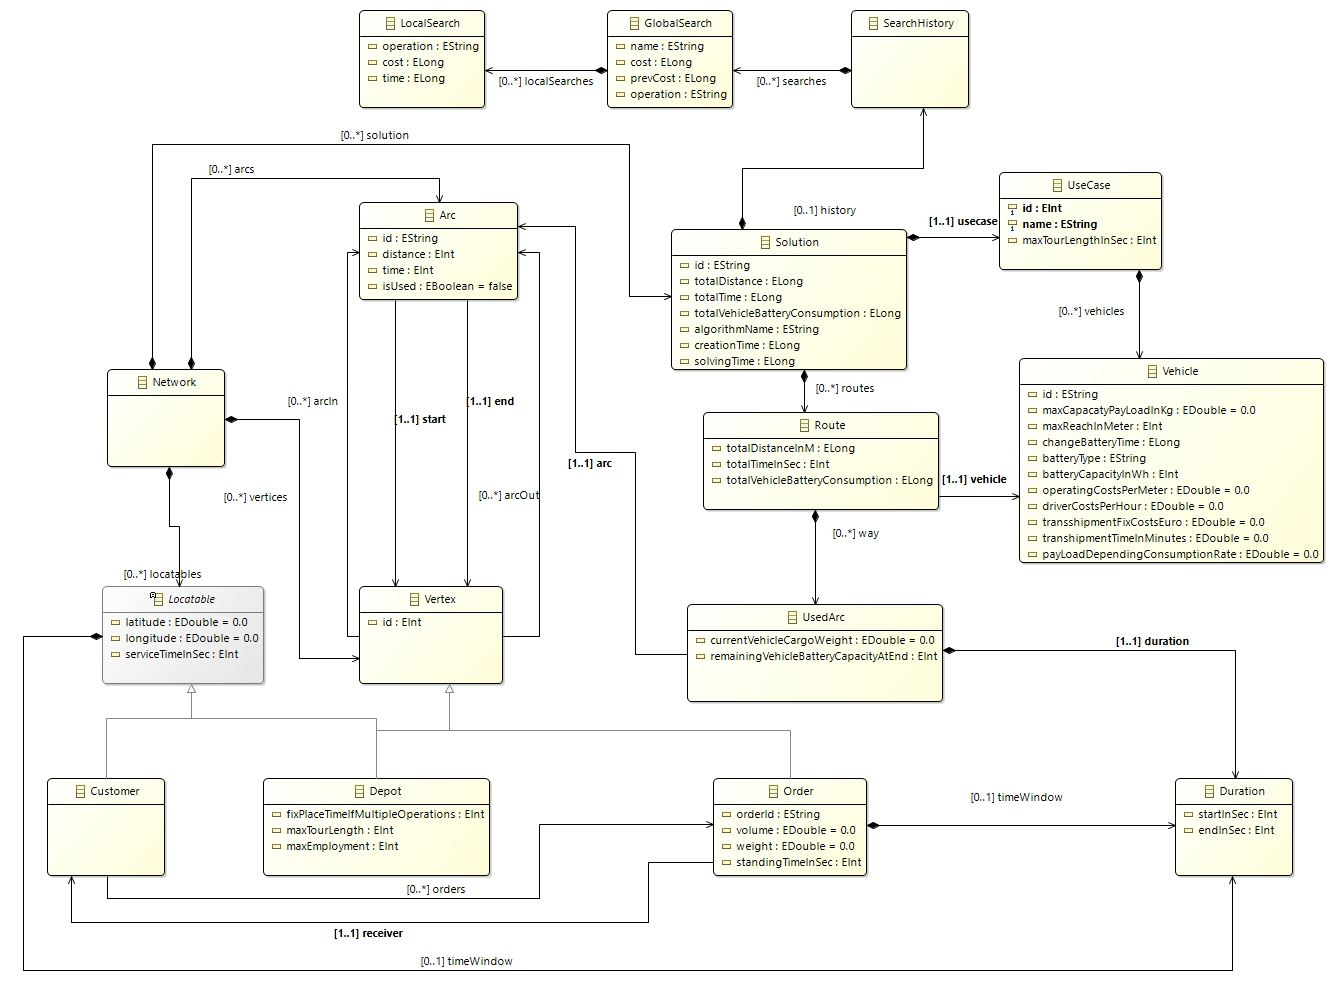 LocalSearch
operation : EString
cost : ELong
time : ELong
[0..*] localSearches
GlobalSearch
name : EString
cost : ELong
prevCost : ELong
operation : EString
[0..*] searches
SearchHistory
[0..*] solution
[0..*] arcs
Arc
id : EString
distance : EInt
time : EInt
isUsed : EBoolean = false
[0..1] history
Solution
id : EString
totalDistance : ELong
totalTime : ELong
totalVehicleBatteryConsumption : ELong
algorithmName : EString
creationTime : ELong
solvingTime : ELong
[1..1] usecase
UseCase
id : EInt
name : EString
maxTourLengthInSec : EInt
[0..*] vehicles
Vehicle
id : EString
maxCapacatyPayLoadInKg : EDouble = 0.0
maxReachInMeter : EInt
changeBatteryTime : ELong
batteryType : EString
batteryCapacityInWh : EInt
operatingCostsPerMeter : EDouble = 0.0
driverCostsPerHour : EDouble = 0.0
transshipmentFixCostsEuro : EDouble = 0.0
transhipmentTimeInMinutes : EDouble = 0.0
payLoadDependingConsumptionRate : EDouble = 0.0
Network
[0..*] arcIn
[1..1] start
[1..1] end
[0..*] routes
Route
totalDistanceInM : ELong
totalTimeInSec : EInt
totalVehicleBatteryConsumption : ELong
[1..1] vehicle
[1..1] arc
[0..*] vertices
[0..*] arcOut
[0..*] way
[0..*] locatables
Locatable
latitude : EDouble = 0.0
longitude : EDouble = 0.0
serviceTimeInSec : EInt
Vertex
id : EInt
UsedArc
currentVehicleCargoWeight : EDouble = 0.0
remainingVehicleBatteryCapacityAtEnd : EInt
[1..1] duration
Customer
Depot
fixPlaceTimeIfMultipleOperations : EInt
maxTourLength : EInt
maxEmployment : EInt
Order
orderId : EString
volume : EDouble = 0.0
weight : EDouble = 0.0
standingTimeInSec : EInt
[0..1] timeWindow
Duration
startInSec : EInt
endInSec : EInt
[0..*] orders
[1..1] receiver
[0..1] timeWindow